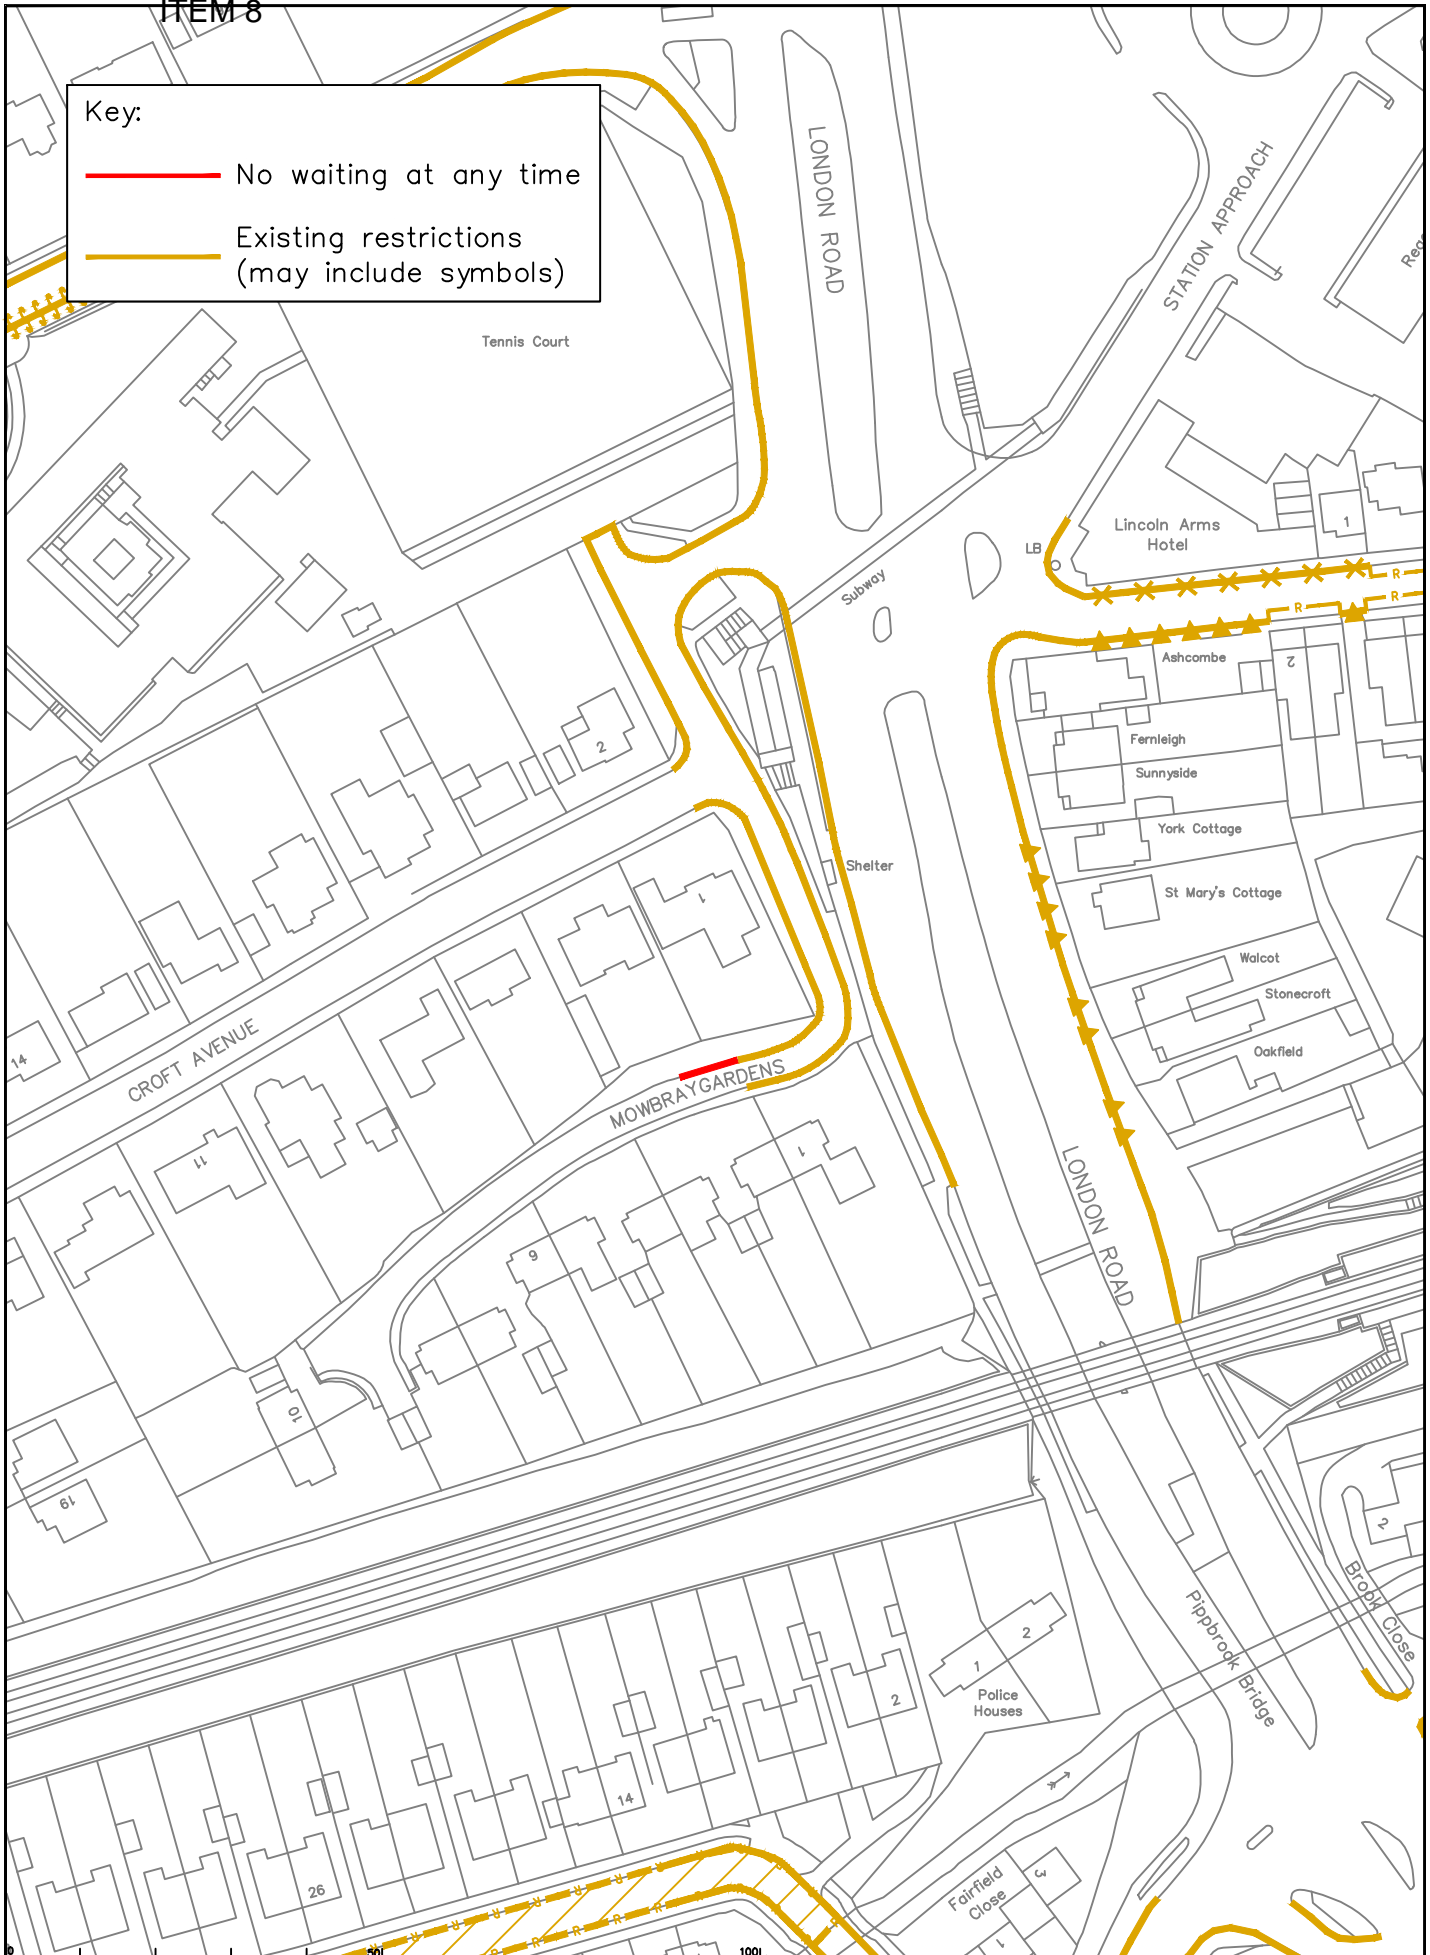 ITEM 8
Key:
No waiting at any time
Existing restrictions
(may include symbols)
LONDON ROAD
STATION APPROACH
Tennis Court
Lincoln Arms
Hotel
LB
1
R
R
R
Subway
Ashcombe
2
2
Fernleigh
Sunnyside
York Cottage
Shelter
St Mary's Cottage
1
Walcot
Stonecroft
Oakfield
14
CROFT AVENUE
MOWBRAYGARDENS
11
1
LONDON ROAD
9
10
19
2
Brook Close
Pippbrook Bridge
2
1
Police
Houses
2
14
26
Fairfield
Close
3
1
R R R R R R
R R R R R
0
50
100